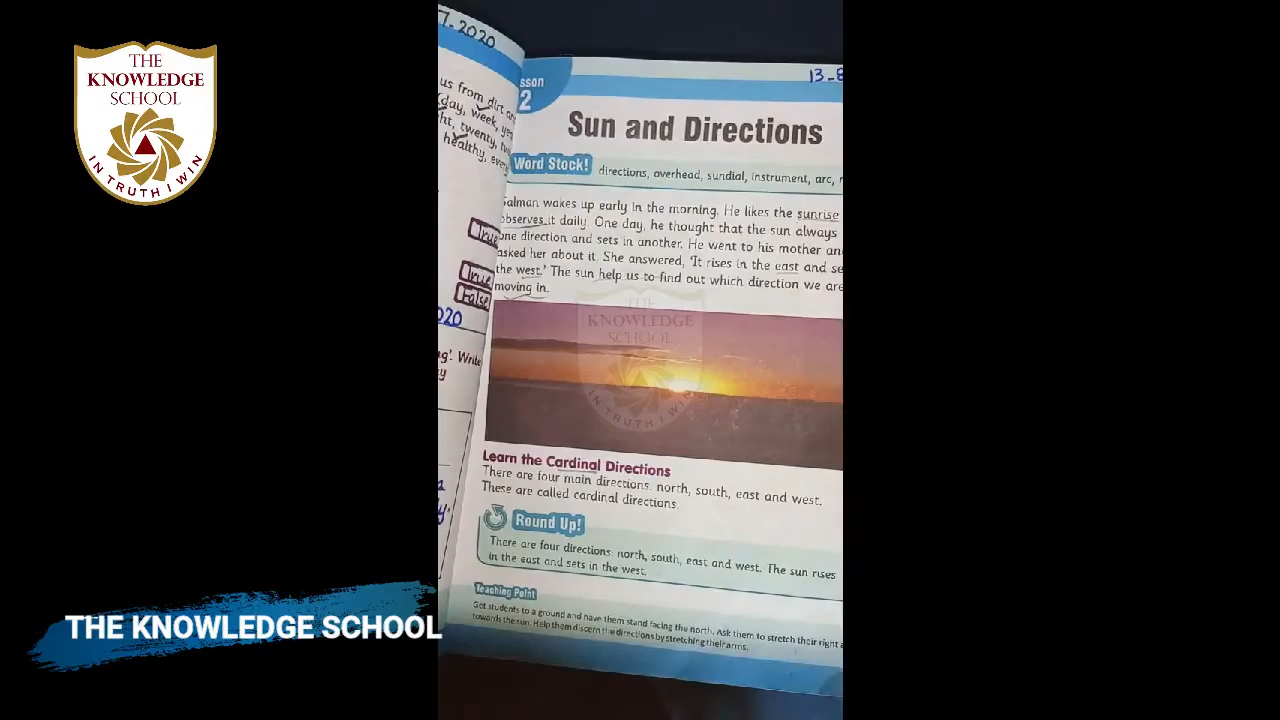 THE
KNOWLEDGE
SCHOOL
IN TRUTH I WIN
THE KNOWLEDGE SCHOOL
2020
us from dirt
day, week,
twenty,
healthy,
True
True
False
020
Write
13-8
2
Sun and Directions
Word Stock! directions, overhead, sundial, instrument, arc,
Salman wakes up early in the morning. He likes the sunrise
observes it daily. One day, he thought that the sun always
one direction and sets in another. He went to his mother
asked her about it. She answered, 'It rises in the east and
the west.' The sun help us to find out which direction we are
moving in.
THE
KNOWLEDGE
SCHOOL
IN TRUTH I WIN
Learn the Cardinal Directions
There are four main directions. north, south, east and west.
These are called cardinal directions.
Round Up!
There are four directions. north, south, east and west. The sun rises
in the east and sets in the west.
Teaching Point
Get students to a ground and have them stand facing the north. Ask them to stretch their right
towards the sun. Help them discern the directions by stretching their arms.